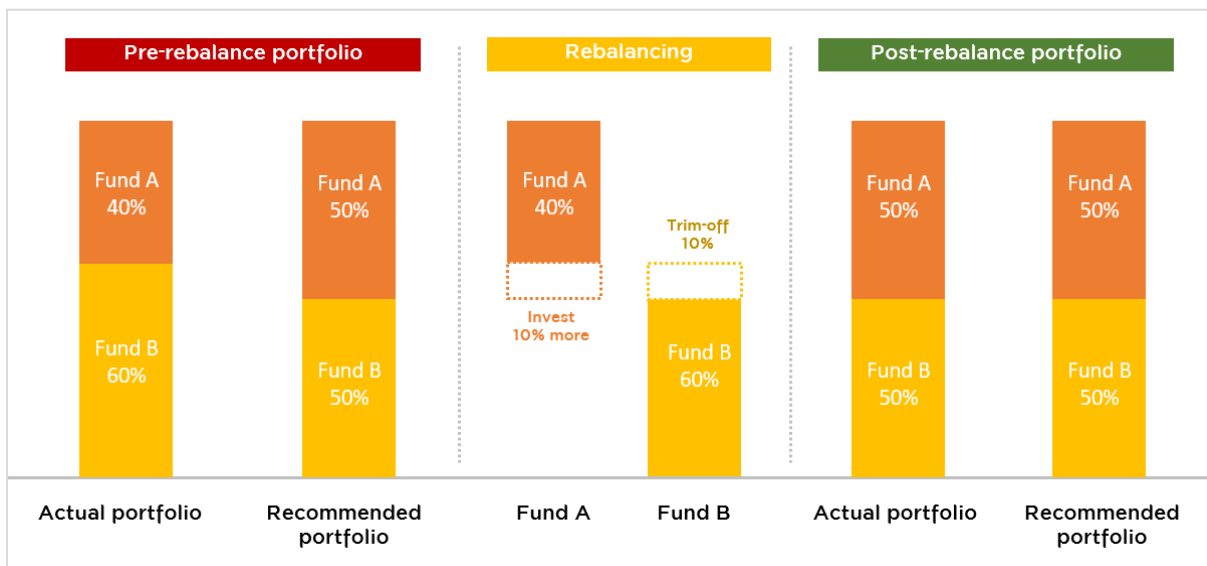 Pre-rebalance portfolio
Rebalancing
Post-rebalance portfolio
Fund A
40%
Fund B
60%
Fund A
50%
Fund B
50%
Fund A
40%
Invest
10% more
Trim-off
10%
Fund B
60%
Fund A
50%
Fund B
50%
Fund A
50%
Fund B
50%
Actual portfolio
Recommended
portfolio
Fund A
Fund B
Actual portfolio
Recommended
portfolio